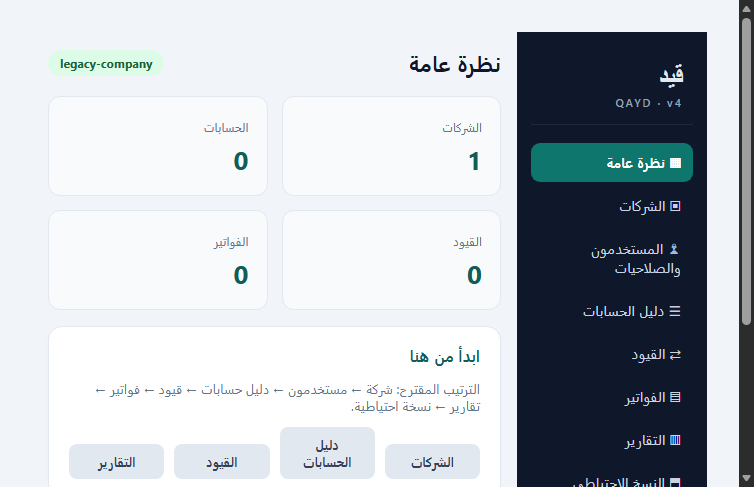 قيد
QAYD · v4
نظرة عامة
الشركات
المستخدمون
والصلاحيات
دليل الحسابات
القيود
الفواتير
التقارير
النسخ الاحتياطي
نظرة عامة
legacy-company
الشركات
1
الحسابات
0
القيود
0
الفواتير
0
ابدأ من هنا
الترتيب المقترح: شركة ← مستخدمون ← دليل حسابات ← قيود ← فواتير ←
تقارير ← نسخة احتياطية.
الشركات
دليل
الحسابات
القيود
التقارير